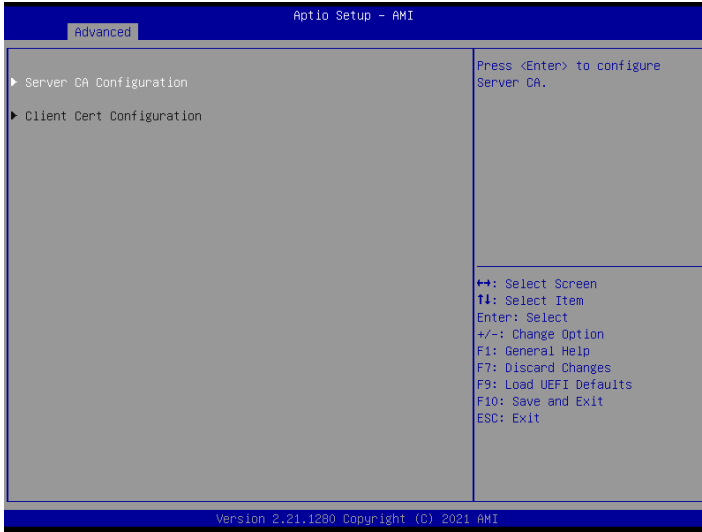 Aptio Setup – AMI
Advanced
▶ Server CA Configuration
▶ Client Cert Configuration
Press <Enter> to configure
Server CA.
↔: Select Screen
↑↓: Select Item
Enter: Select
+/-: Change Option
F1: General Help
F7: Discard Changes
F9: Load UEFI Defaults
F10: Save and Exit
ESC: Exit
Version 2.21.1280 Copyright (C) 2021 AMI